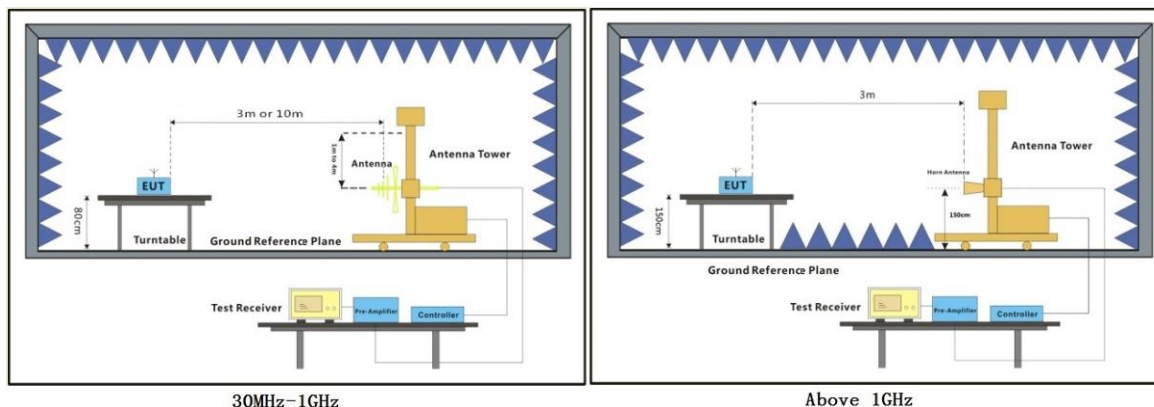 3m or 10m
1m to 4m
Antenna
Antenna Tower
EUT
80cm
Turntable
Ground Reference Plane
Test Receiver
Pre-Amplifier
Controller
30MHz-1GHz
3m
Antenna Tower
Horn Antenna
EUT
150cm
150cm
Turntable
Ground Reference Plane
Test Receiver
Pre-Amplifier
Controller
Above 1GHz